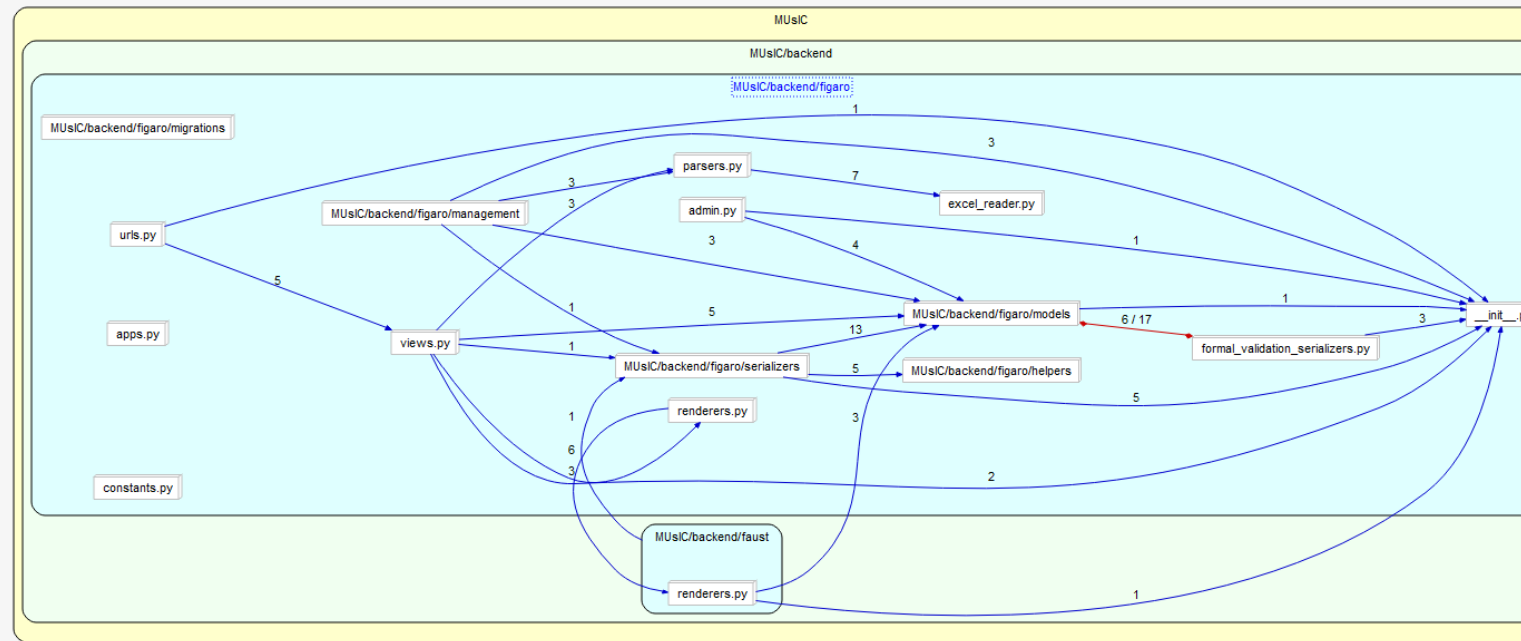 MUsIC
MUsIC/backend
MUsIC/backend/figaro
1
MUsIC/backend/figaro/migrations
3
parsers.py
3
7
3
excel_reader.py
MUsIC/backend/figaro/management
admin.py
urls.py
3
4
1
5
1
1
5
MUsIC/backend/figaro/models
6 / 17
3
13
apps.py
views.py
1
formal_validation_serializers.py
MUsIC/backend/figaro/serializers
5
MUsIC/backend/figaro/helpers
5
renderers.py
1
3
6
3
2
constants.py
MUsIC/backend/faust
renderers.py
1